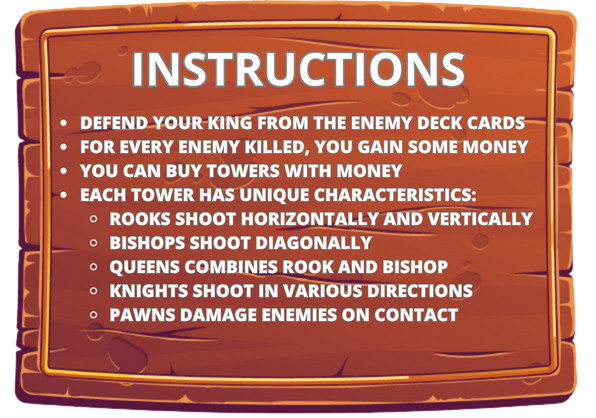 INSTRUCTIONS
• DEFEND YOUR KING FROM THE ENEMY DECK CARDS
• FOR EVERY ENEMY KILLED, YOU GAIN SOME MONEY
• YOU CAN BUY TOWERS WITH MONEY
• EACH TOWER HAS UNIQUE CHARACTERISTICS:
○ ROOKS SHOOT HORIZONTALLY AND VERTICALLY
○ BISHOPS SHOOT DIAGONALLY
○ QUEENS COMBINES ROOK AND BISHOP
○ KNIGHTS SHOOT IN VARIOUS DIRECTIONS
○ PAWNS DAMAGE ENEMIES ON CONTACT